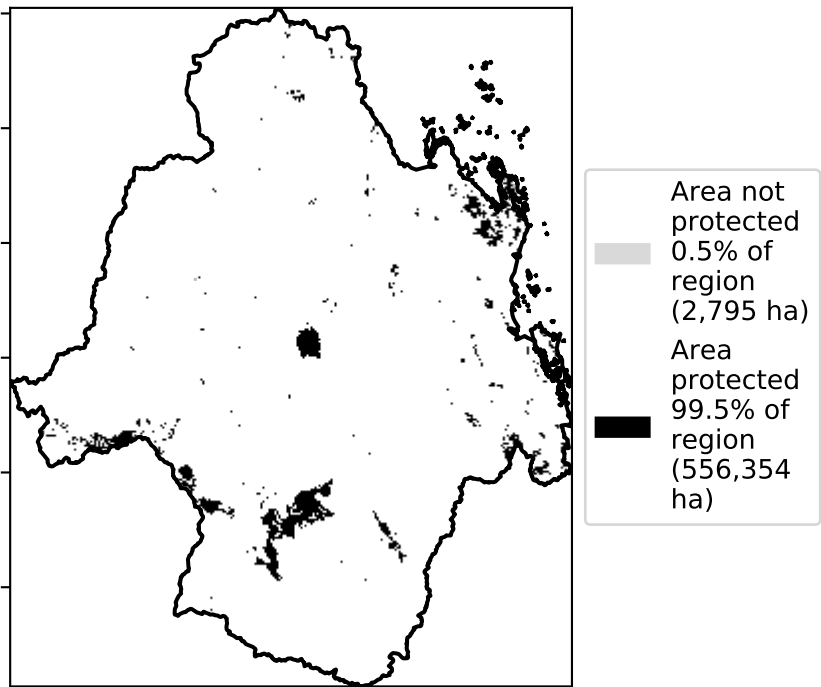 Area not
protected
0.5% of
region
(2,795 ha)
Area
protected
99.5% of
region
(556,354
ha)